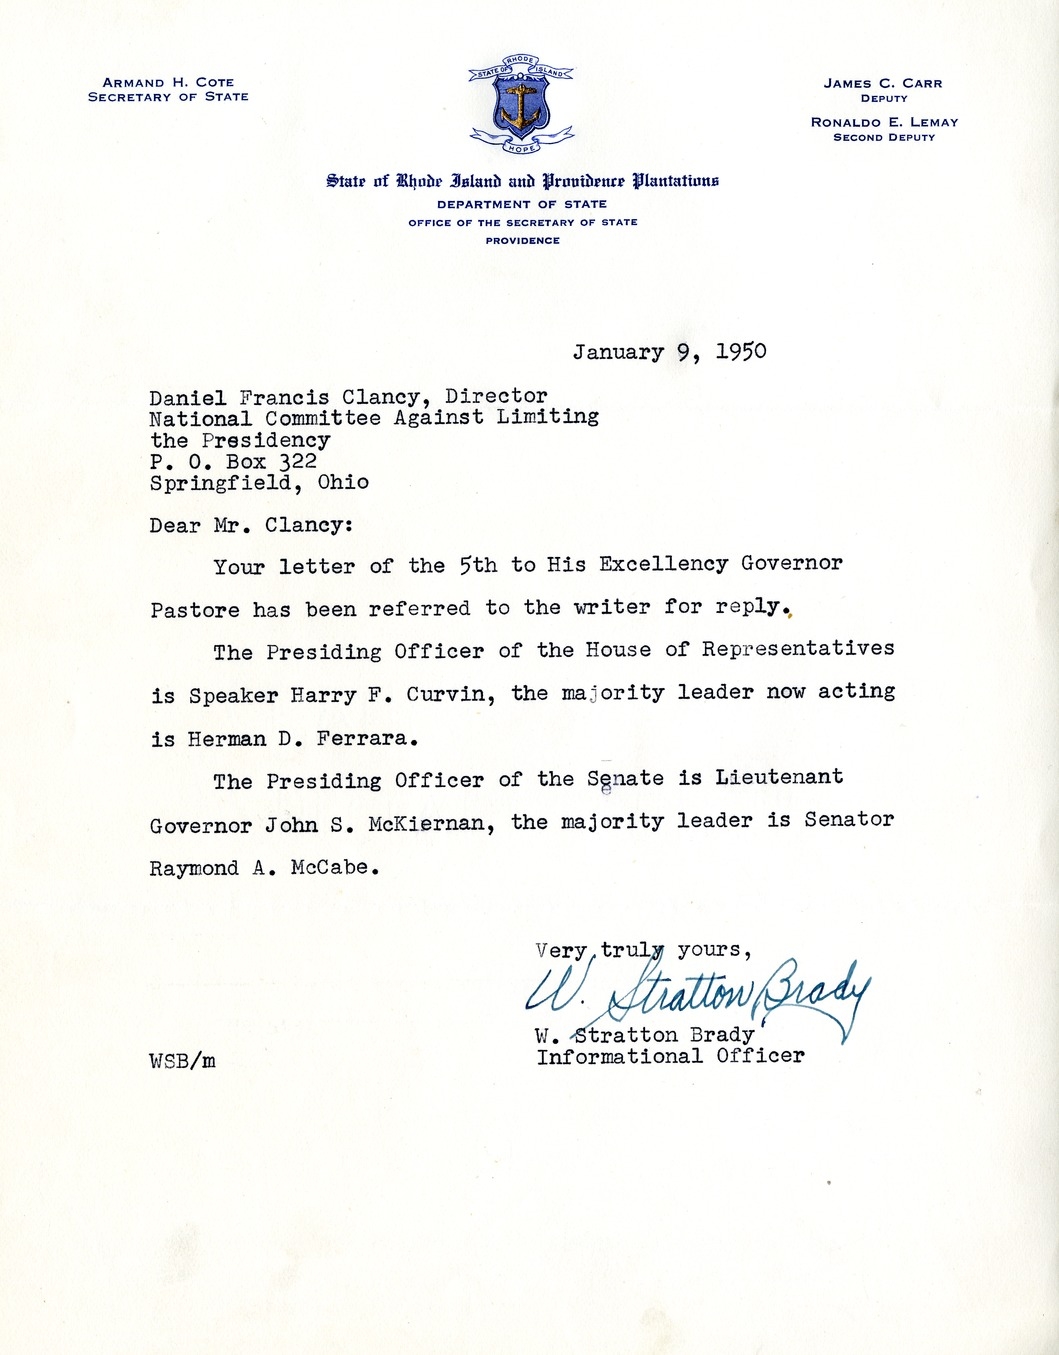 ARMAND H. COTE
SECRETARY OF STATE
STATE OF RHODE ISLAND
HOPE
JAMES C. CARR
DEPUTY
RONALDO E. LEMAY
SECOND DEPUTY
State of Rhode Island and Providence Plantations
DEPARTMENT OF STATE
OFFICE OF THE SECRETARY OF STATE
PROVIDENCE
January 9, 1950
Daniel Francis Clancy, Director
National Committee Against Limiting
the Presidency
P. O. Box 322
Springfield, Ohio
Dear Mr. Clancy:
Your letter of the 5th to His Excellency Governor
Pastore has been referred to the writer for reply.
The Presiding Officer of the House of Representatives
is Speaker Harry F. Curvin, the majority leader now acting
is Herman D. Ferrara.
The Presiding Officer of the Senate is Lieutenant
Governor John S. McKiernan, the majority leader is Senator
Raymond A. McCabe.
Very truly yours,
W. Stratton Brady
W. Stratton Brady
Informational Officer
WSB/m